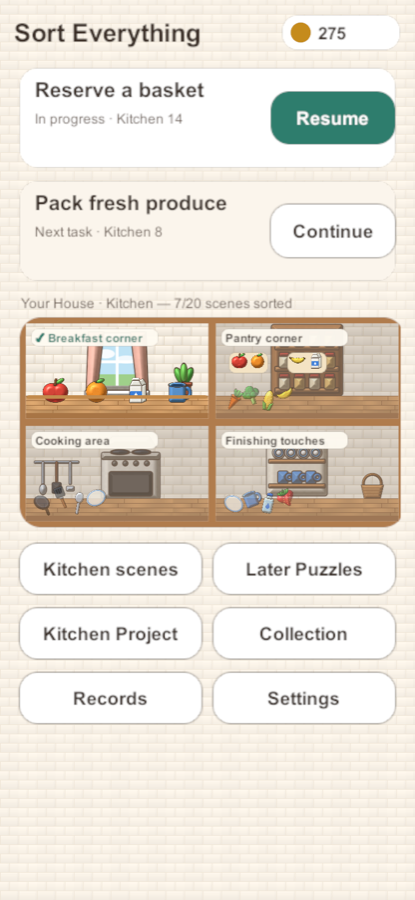 Sort Everything
275
Reserve a basket
In progress · Kitchen 14
Resume
Pack fresh produce
Next task · Kitchen 8
Continue
Your House · Kitchen — 7/20 scenes sorted
✓ Breakfast corner
Pantry corner
Cooking area
Finishing touches
Kitchen scenes
Later Puzzles
Kitchen Project
Collection
Records
Settings